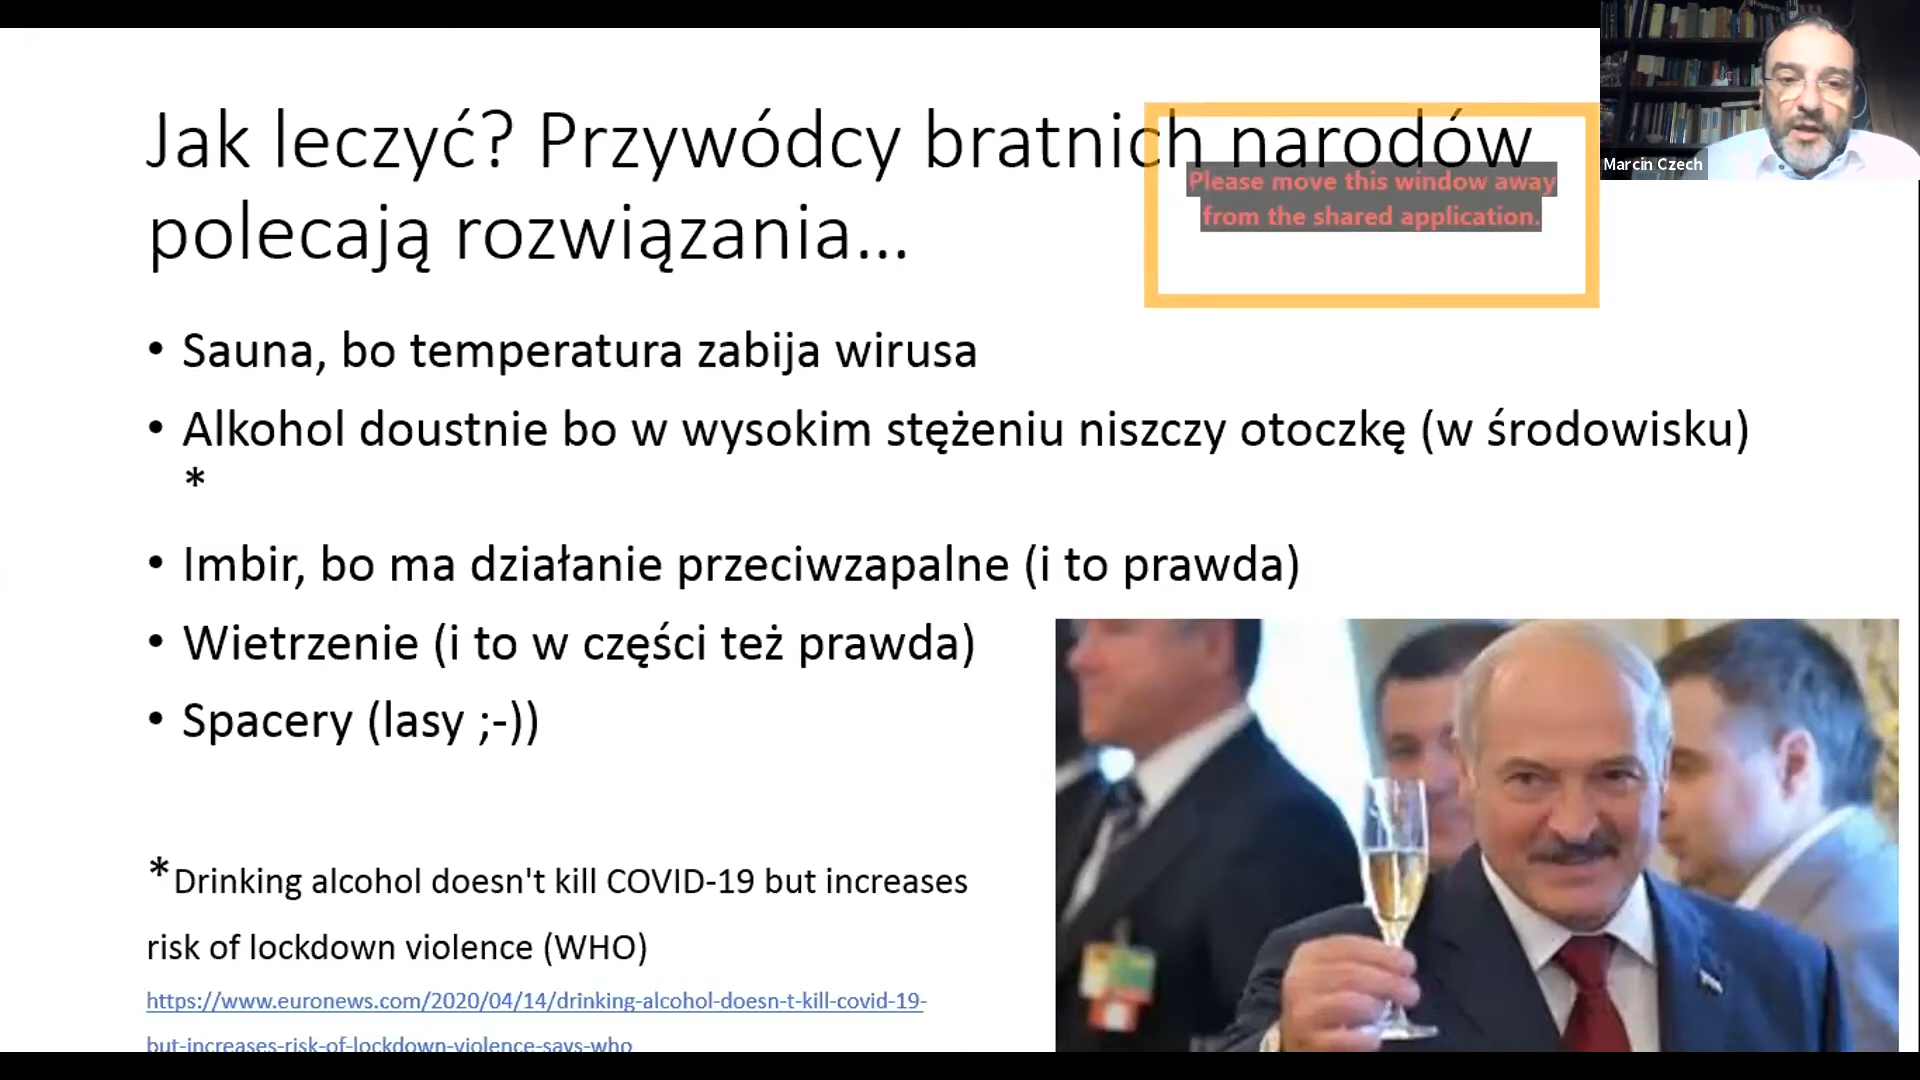 Jak leczyć? Przywódcy bratnich narodów
polecają rozwiązania...
Please move this window away
from the shared application.
Marcin Czech
• Sauna, bo temperatura zabija wirusa
• Alkohol doustnie bo w wysokim stężeniu niszczy otoczkę (w środowisku)
*
• Imbir, bo ma działanie przeciwzapalne (i to prawda)
• Wietrzenie (i to w części też prawda)
• Spacery (lasy ;-))
*Drinking alcohol doesn't kill COVID-19 but increases
risk of lockdown violence (WHO)
https://www.euronews.com/2020/04/14/drinking-alcohol-doesn-t-kill-covid-19-
but-increases-risk-of-lockdown-violence-says-who